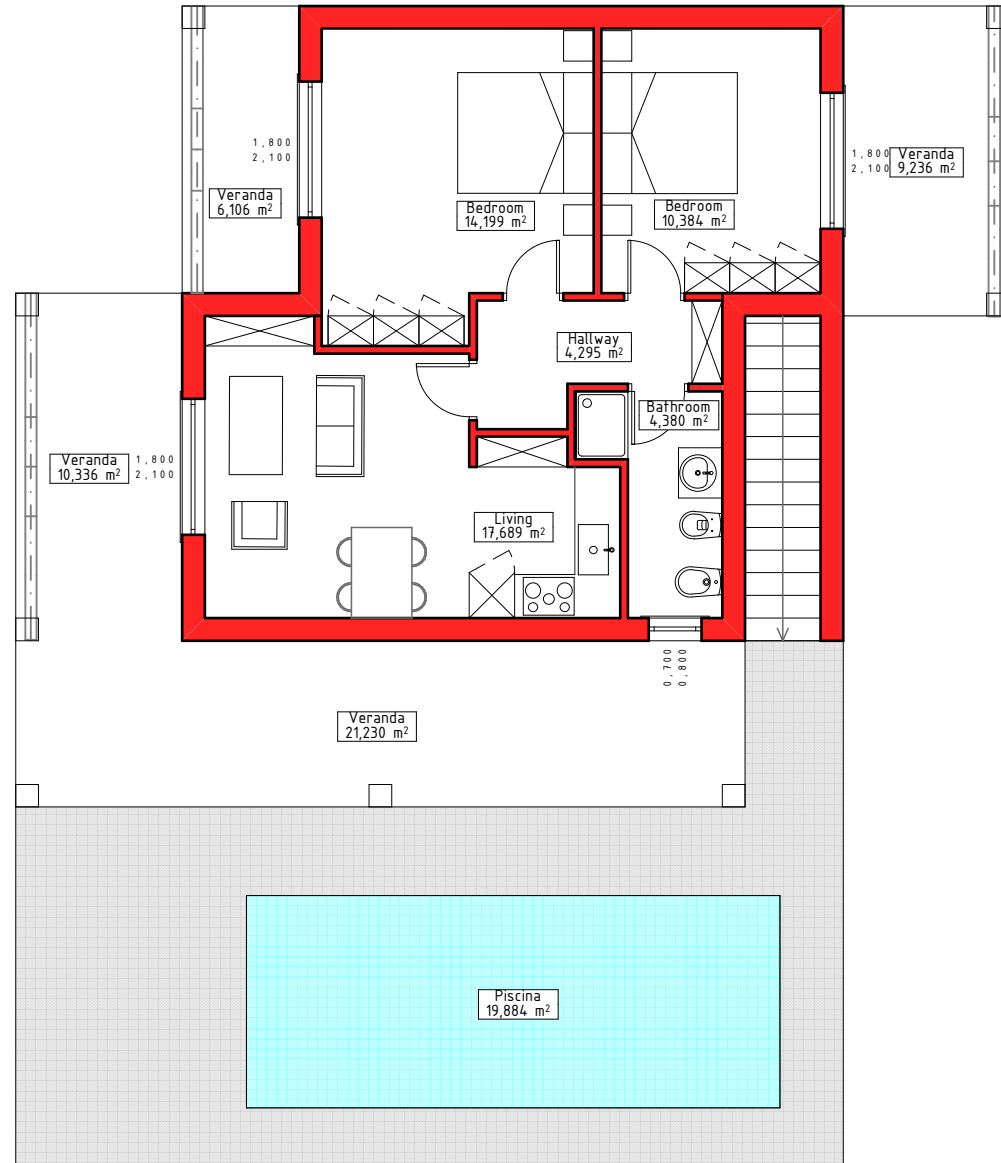 1,800
2,100
Veranda
6,106 m²
Bedroom
14,199 m²
Bedroom
10,384 m²
1,800
2,100
Veranda
9,236 m²
Hallway
4,295 m²
Bathroom
4,380 m²
Veranda
10,336 m²
1,800
2,100
Living
17,689 m²
0,700
0,800
Veranda
21,230 m²
Piscina
19,884 m²